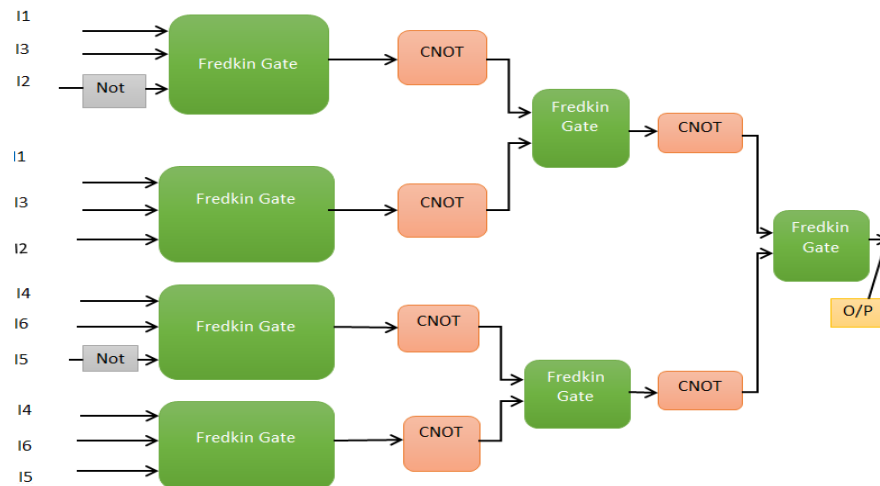 I1
I3
I2
Not
Fredkin Gate
CNOT
Fredkin
Gate
CNOT
I1
I3
I2
Fredkin Gate
CNOT
Fredkin
Gate
O/P
I4
I6
I5
Not
Fredkin Gate
CNOT
Fredkin
Gate
CNOT
I4
I6
I5
Fredkin Gate
CNOT